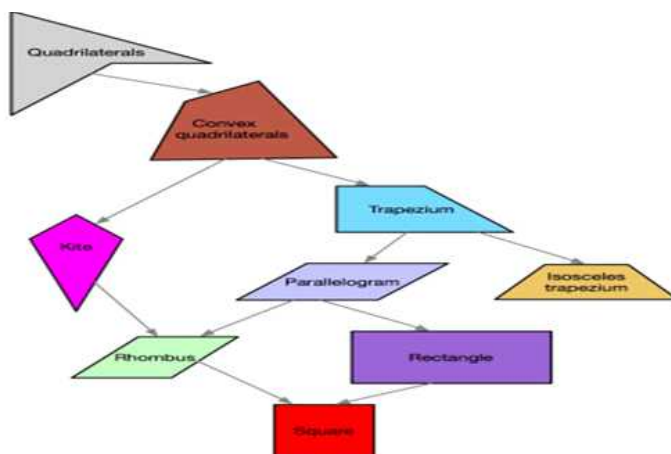 Quadrilaterals
Convex
quadrilaterals
Trapezium
Kite
Parallelogram
Isosceles
trapezium
Rhombus
Rectangle
Square